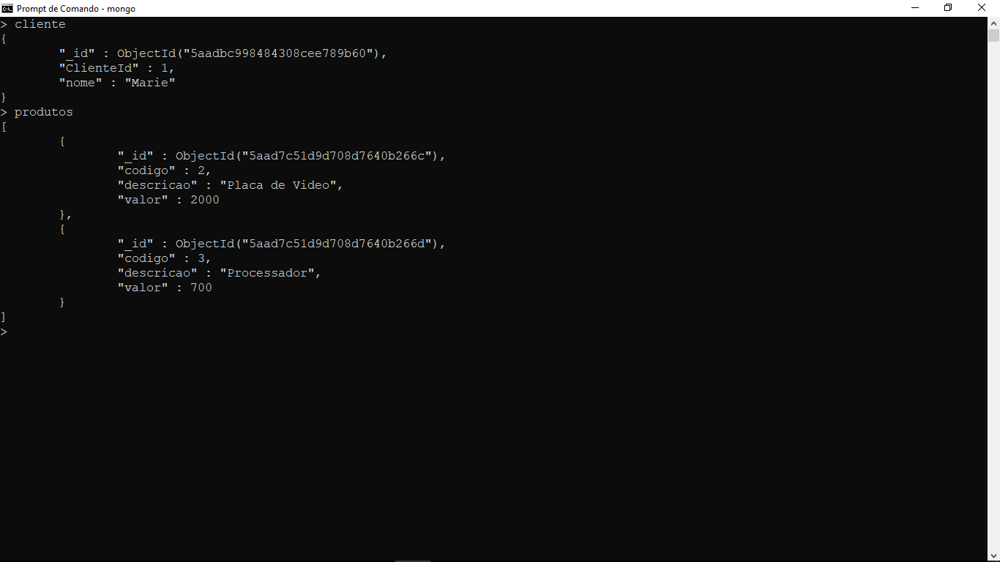 Prompt de Comando - mongo
> cliente
{
        "_id" : ObjectId("5aadbc998484308cee789b60"),
        "ClienteId" : 1,
        "nome" : "Marie"
}
> produtos
[
        {
                "_id" : ObjectId("5aad7c51d9d708d7640b266c"),
                "codigo" : 2,
                "descricao" : "Placa de Video",
                "valor" : 2000
        },
        {
                "_id" : ObjectId("5aad7c51d9d708d7640b266d"),
                "codigo" : 3,
                "descricao" : "Processador",
                "valor" : 700
        }
]
>